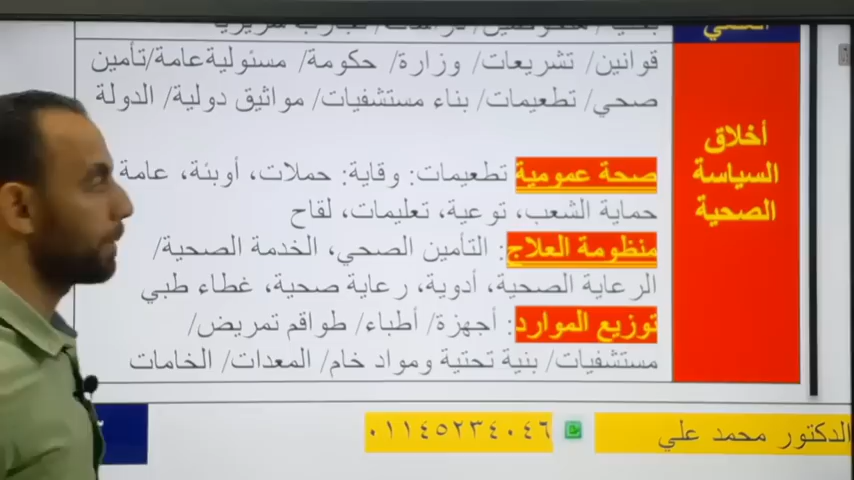 أخلاق
السياسة
الصحية
قوانين/ تشريعات/ وزارة/ حكومة/ مسئولية عامة/تأمين
صحي/ تطعيمات/ بناء مستشفيات/ مواثيق دولية/ الدولة
صحة عمومية تطعيمات: وقاية: حملات، أوبئة، عامة
حماية الشعب، توعية، تعليمات، لقاح
منظومة العلاج: التأمين الصحي، الخدمة الصحية/
الرعاية الصحية، أدوية، رعاية صحية، غطاء طبي
توزيع الموارد: أجهزة/ أطباء/ طواقم تمريض/
مستشفيات/ بنية تحتية ومواد خام/ المعدات/ الخامات
الدكتور محمد علي
٠١١٤٥٢٣٤٠٤٦